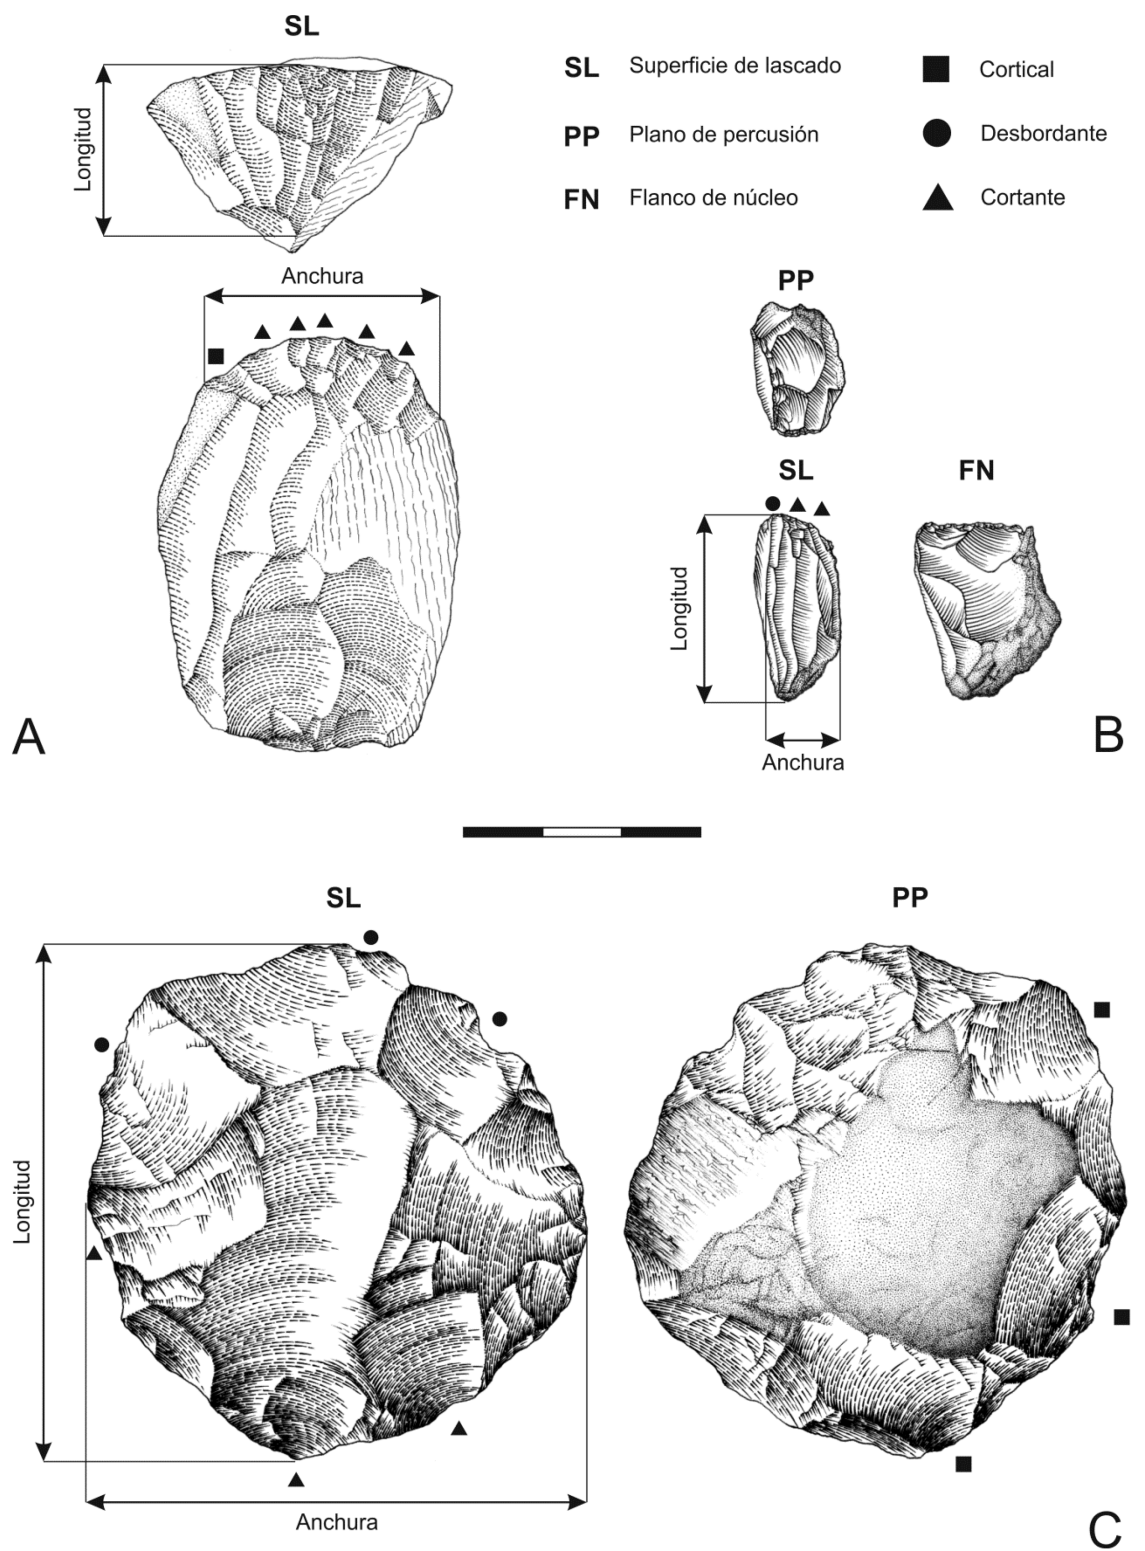 SL
Longitud
Anchura
SL Superficie de lascado
PP Plano de percusión
FN Flanco de núcleo
Cortical
Desbordante
Cortante
PP
SL
FN
Longitud
Anchura
A
B
SL
PP
Longitud
Anchura
C